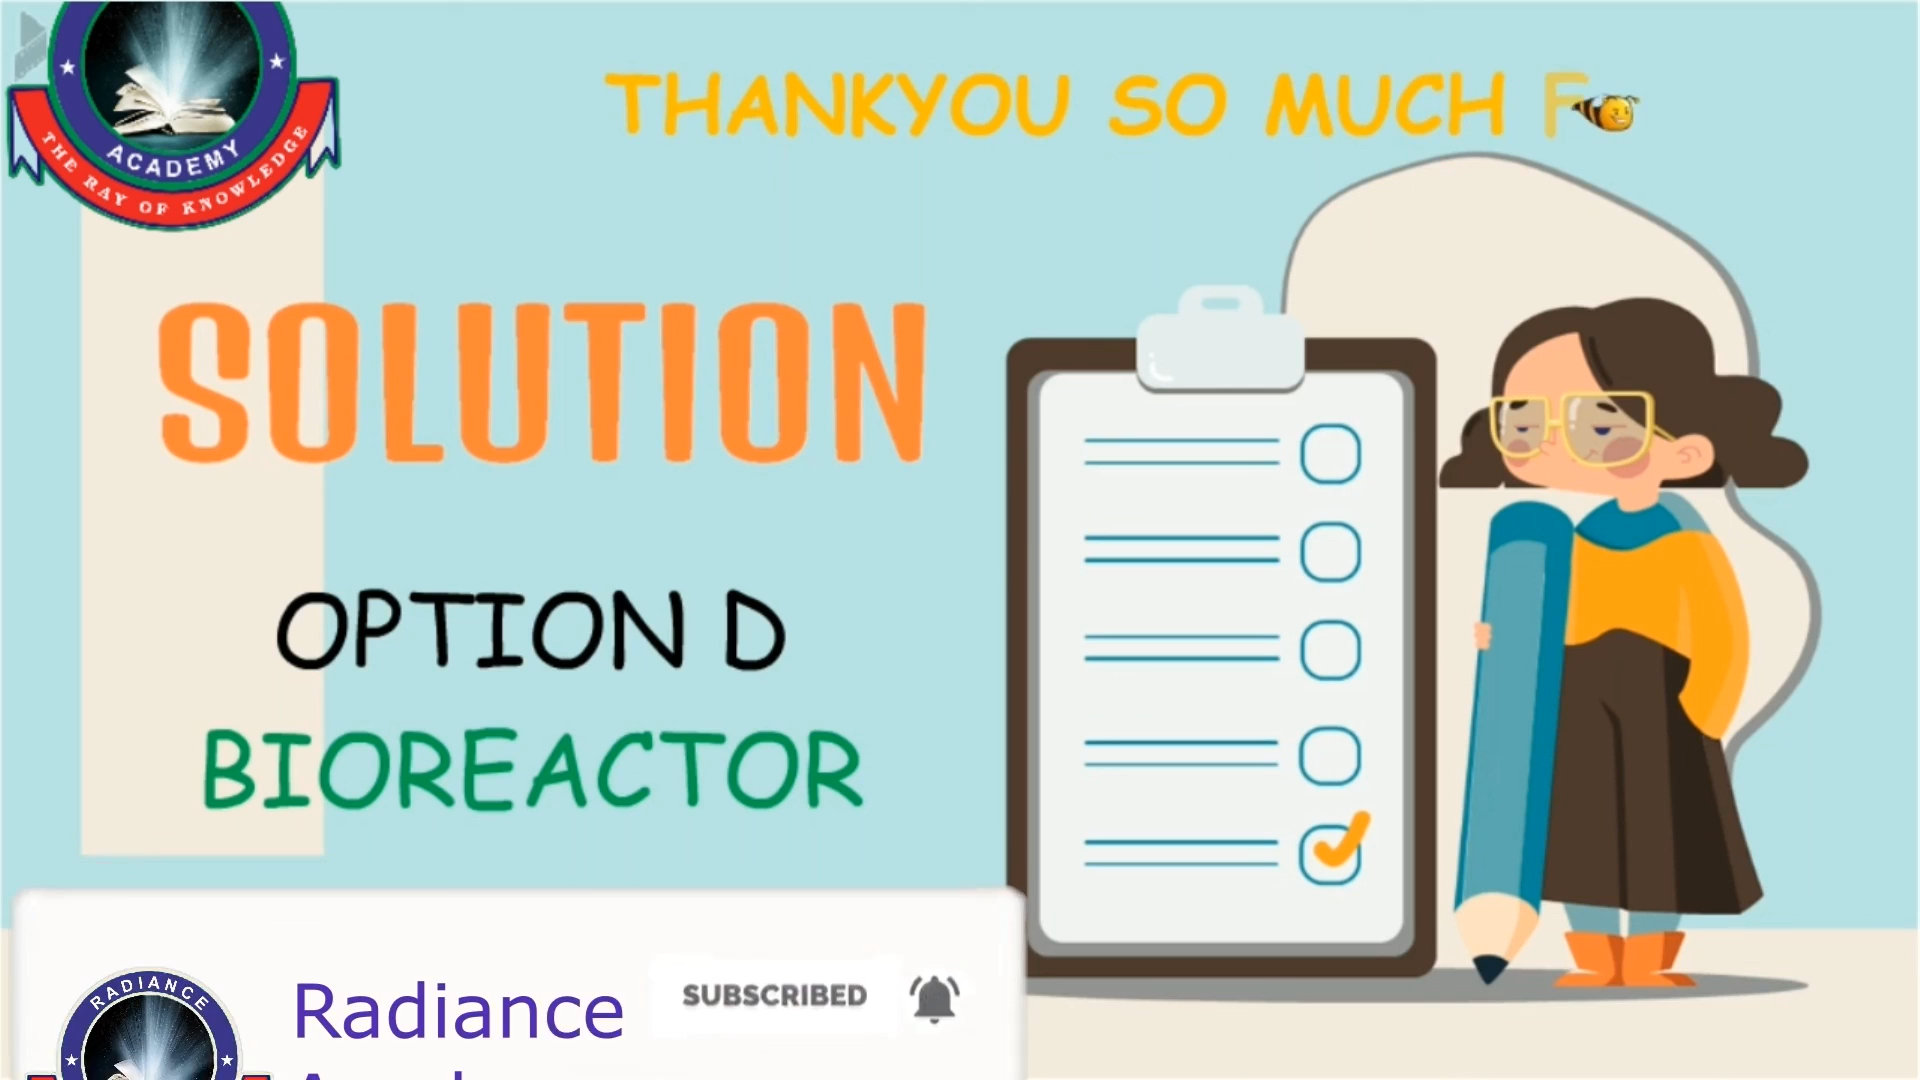 ACADEMY
THE RAY OF KNOWLEDGE
THANKYOU SO MUCH F
SOLUTION
OPTION D
BIOREACTOR
RADIANCE
Radiance
SUBSCRIBED